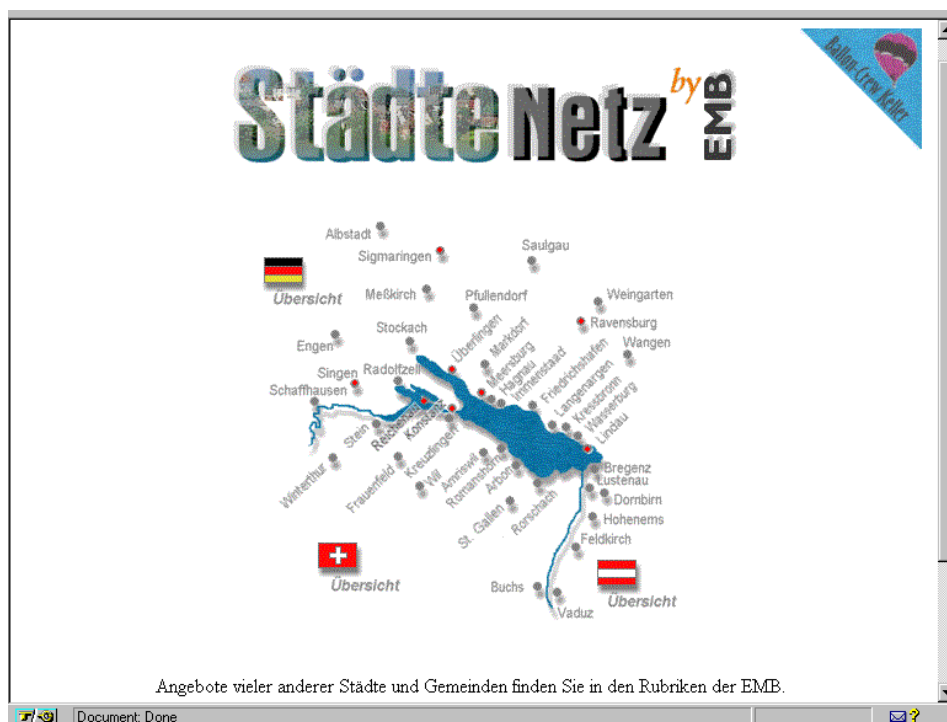 StädteNetz by EMB
Ballon-Crew Keller
Albstadt
Sigmaringen
Saulgau
Übersicht
Meßkirch
Pfullendorf
Weingarten
Ravensburg
Stockach
Überlingen
Markdorf
Meersburg
Hagnau
Immenstaad
Friedrichshafen
Wangen
Engen
Singen
Radolfzell
Langenargen
Kressbronn
Wasserburg
Lindau
Schaffhausen
Stein
Reichenau
Konstanz
Kreuzlingen
Winterthur
Frauenfeld
Wil
Amriswil
Romanshorn
Arbon
St. Gallen
Rorschach
Bregenz
Lustenau
Dornbirn
Hohenems
Feldkirch
Übersicht
Buchs
Vaduz
Übersicht
Angebote vieler anderer Städte und Gemeinden finden Sie in den Rubriken der EMB.
Document: Done